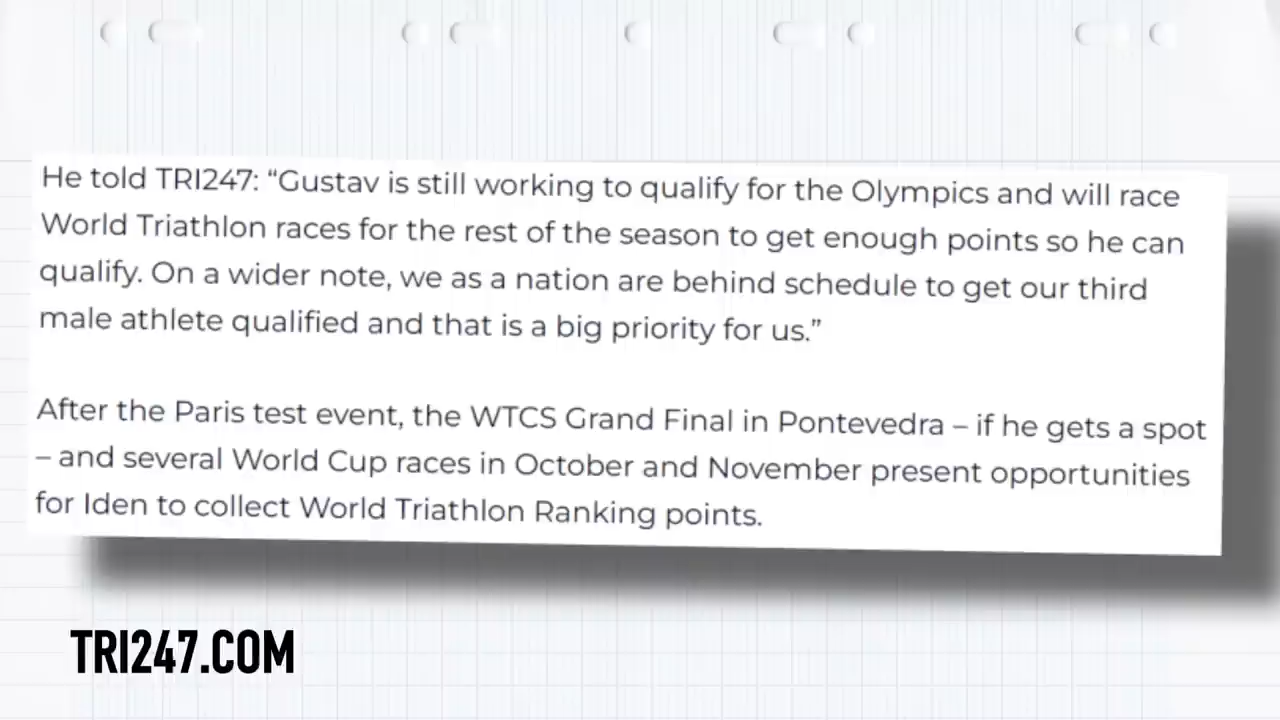 He told TRI247: “Gustav is still working to qualify for the Olympics and will race
World Triathlon races for the rest of the season to get enough points so he can
qualify. On a wider note, we as a nation are behind schedule to get our third
male athlete qualified and that is a big priority for us.”
After the Paris test event, the WTCS Grand Final in Pontevedra – if he gets a spot
– and several World Cup races in October and November present opportunities
for Iden to collect World Triathlon Ranking points.
TRI247.COM